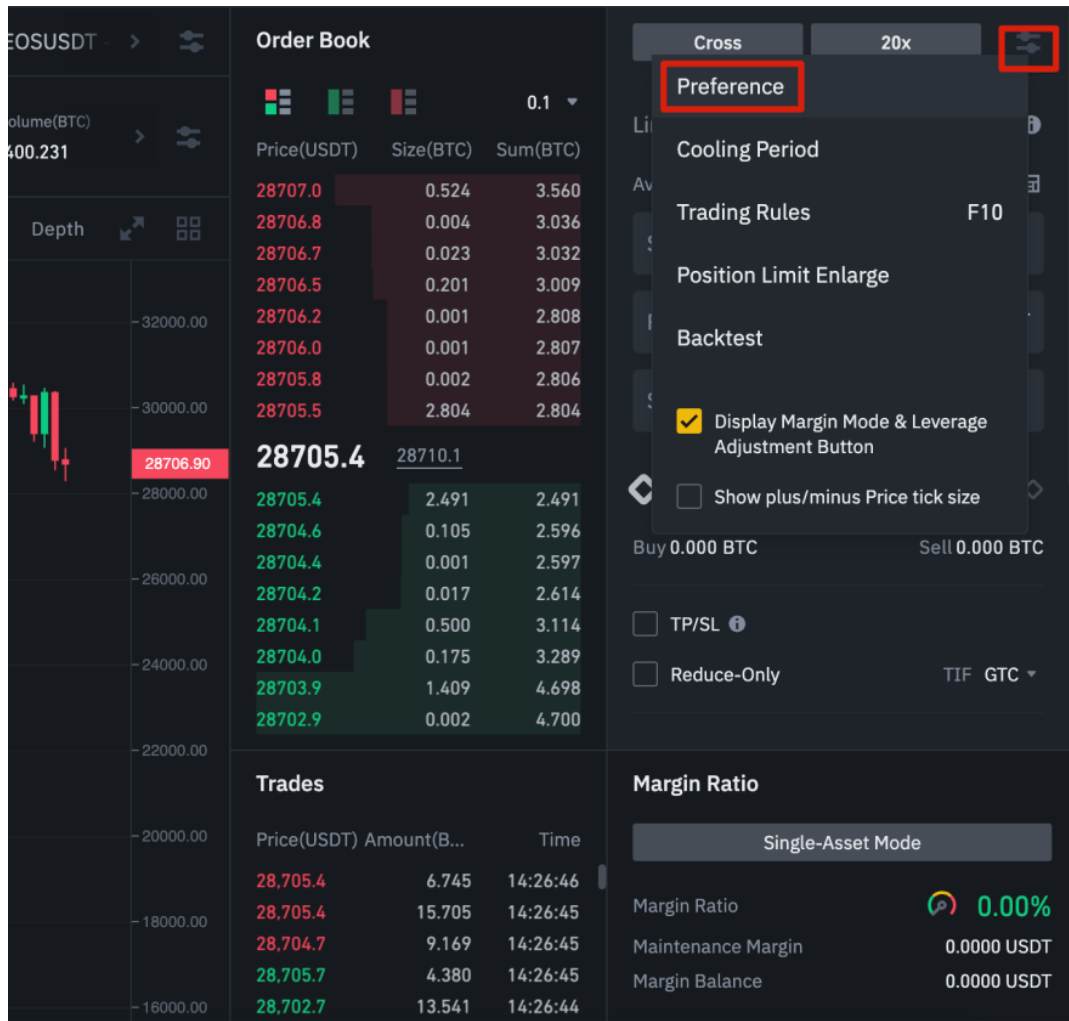 EOSUSDT
Volume(BTC)
400.231
Depth
32000.00
30000.00
28706.90
28000.00
26000.00
24000.00
22000.00
20000.00
18000.00
16000.00
Order Book
0.1
Price(USDT) Size(BTC) Sum(BTC)
28707.0 0.524 3.560
28706.8 0.004 3.036
28706.7 0.023 3.032
28706.5 0.201 3.009
28706.2 0.001 2.808
28706.0 0.001 2.807
28705.8 0.002 2.806
28705.5 2.804 2.804
28705.4 28710.1
28705.4 2.491 2.491
28704.6 0.105 2.596
28704.4 0.001 2.597
28704.2 0.017 2.614
28704.1 0.500 3.114
28704.0 0.175 3.289
28703.9 1.409 4.698
28702.9 0.002 4.700
Trades
Price(USDT) Amount(B... Time
28,705.4 6.745 14:26:46
28,705.4 15.705 14:26:45
28,704.7 9.169 14:26:45
28,705.7 4.380 14:26:45
28,702.7 13.541 14:26:44
Cross 20x
Preference
Cooling Period
Trading Rules F10
Position Limit Enlarge
Backtest
Display Margin Mode & Leverage
Adjustment Button
Show plus/minus Price tick size
Buy 0.000 BTC Sell 0.000 BTC
TP/SL
Reduce-Only TIF GTC
Margin Ratio
Single-Asset Mode
Margin Ratio 0.00%
Maintenance Margin 0.0000 USDT
Margin Balance 0.0000 USDT